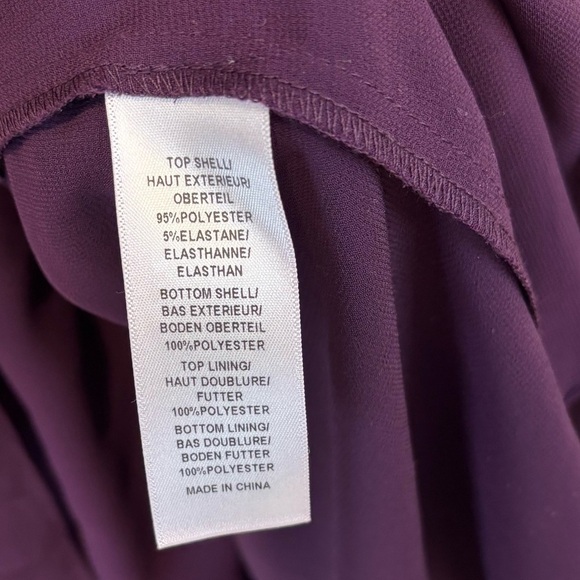 TOP SHELL/
HAUT EXTERIEUR/
OBERTEIL
95%POLYESTER
5%ELASTANE/
ELASTHANNE/
ELASTHAN
BOTTOM SHELL/
BAS EXTERIEUR/
BODEN OBERTEIL
100%POLYESTER
TOP LINING/
HAUT DOUBLURE/
FUTTER
100%POLYESTER
BOTTOM LINING/
BAS DOUBLURE/
BODEN FUTTER
100%POLYESTER
MADE IN CHINA